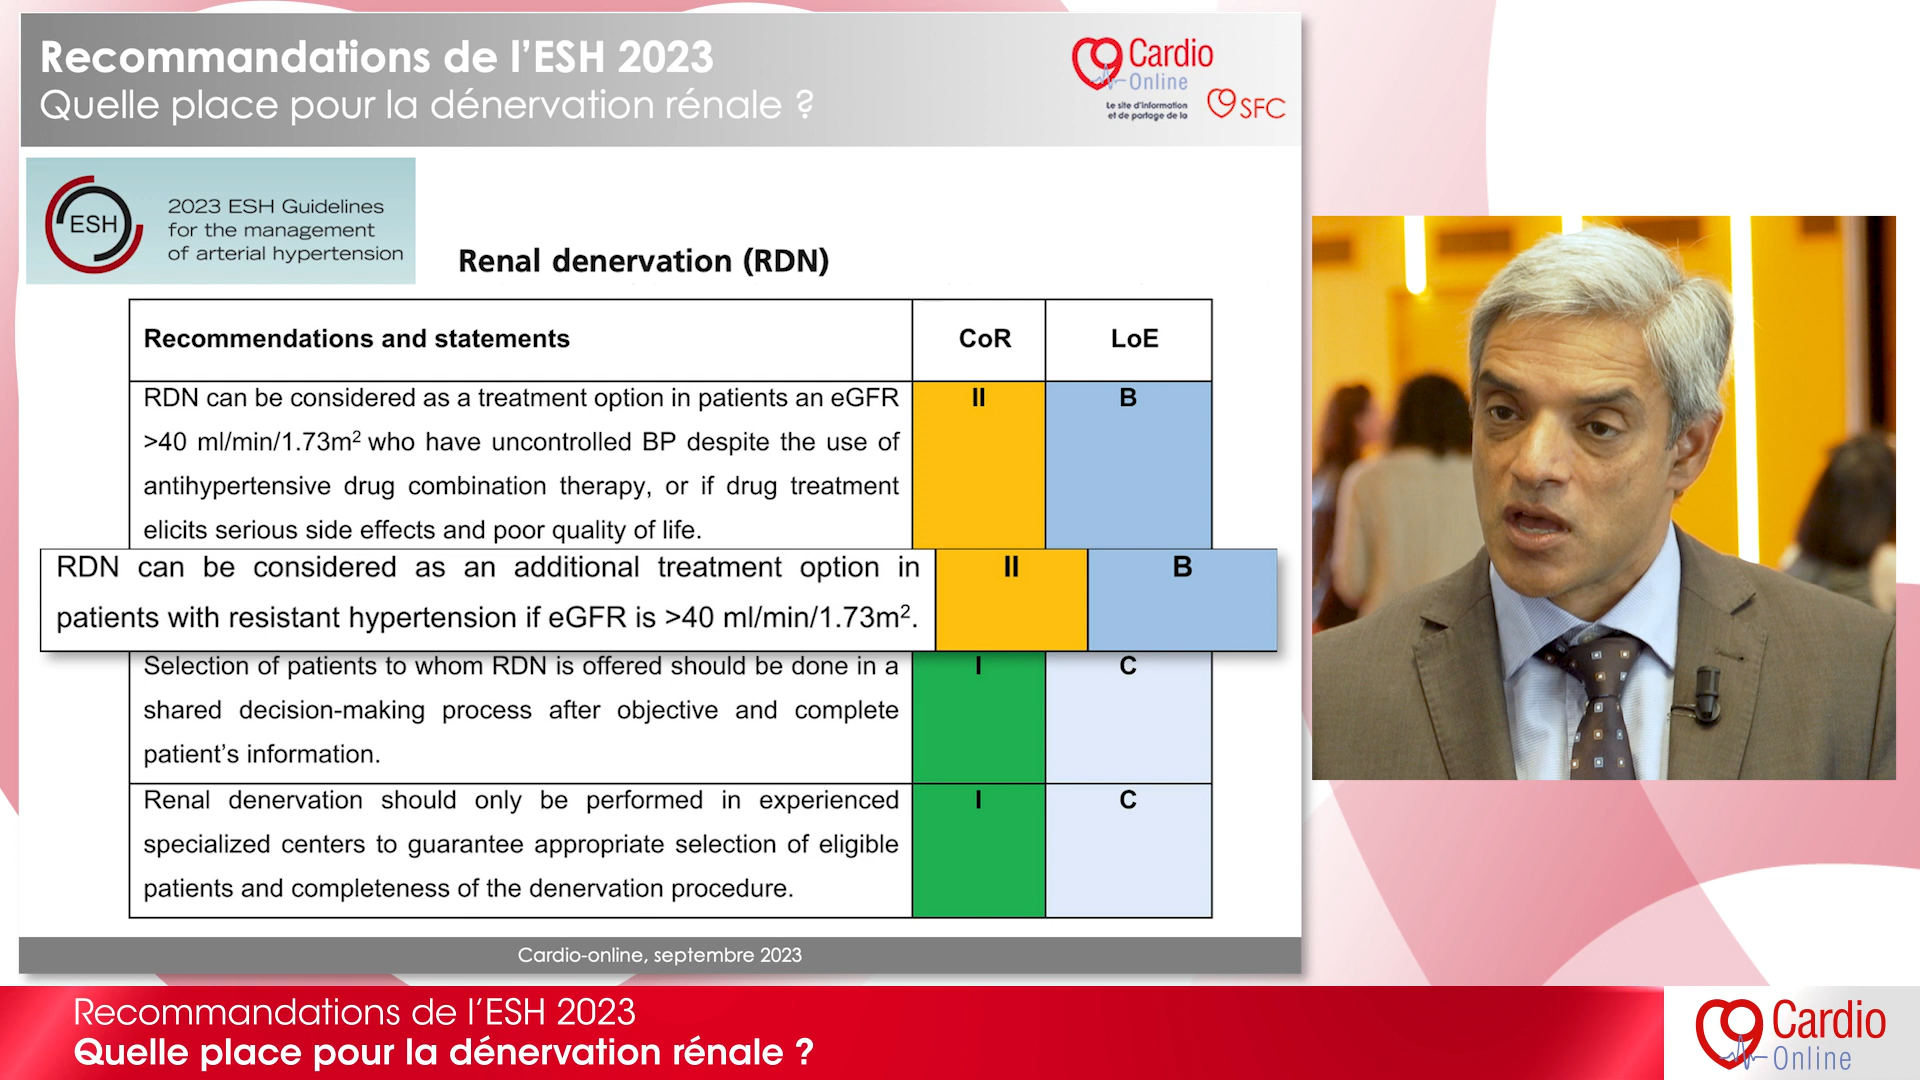 Recommandations de l'ESH 2023
Quelle place pour la dénervation rénale ?
Cardio
Online
Le site d'information
et de partage de la
SFC
ESH
2023 ESH Guidelines
for the management
of arterial hypertension
Renal denervation (RDN)
Recommendations and statements CoR LoE
RDN can be considered as a treatment option in patients an eGFR II B
>40 ml/min/1.73m² who have uncontrolled BP despite the use of
antihypertensive drug combination therapy, or if drug treatment
elicits serious side effects and poor quality of life.
RDN can be considered as an additional treatment option in II B
patients with resistant hypertension if eGFR is >40 ml/min/1.73m².
Selection of patients to whom RDN is offered should be done in a I C
shared decision-making process after objective and complete
patient's information.
Renal denervation should only be performed in experienced I C
specialized centers to guarantee appropriate selection of eligible
patients and completeness of the denervation procedure.
Cardio-online, septembre 2023
Recommandations de l'ESH 2023
Quelle place pour la dénervation rénale ?
Cardio
Online